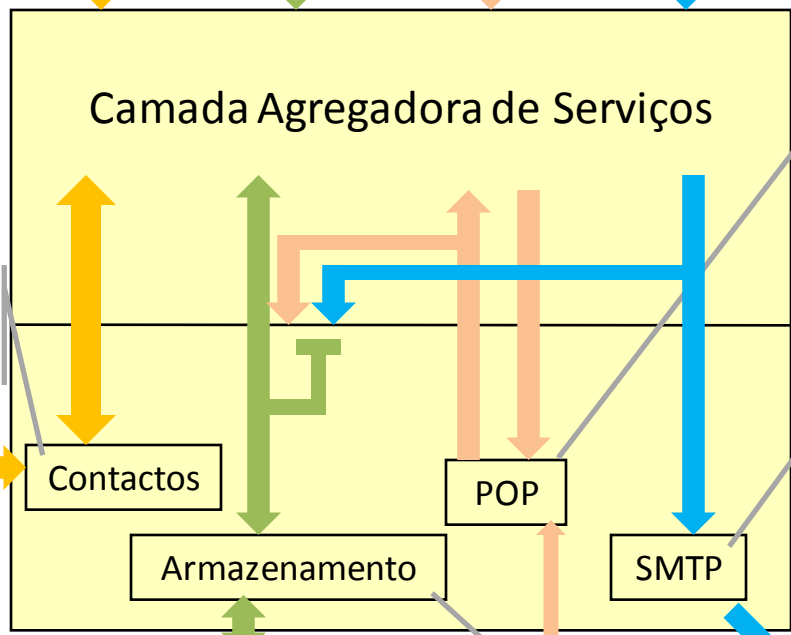 Camada Agregadora de Serviços
Contactos
POP
Armazenamento
SMTP